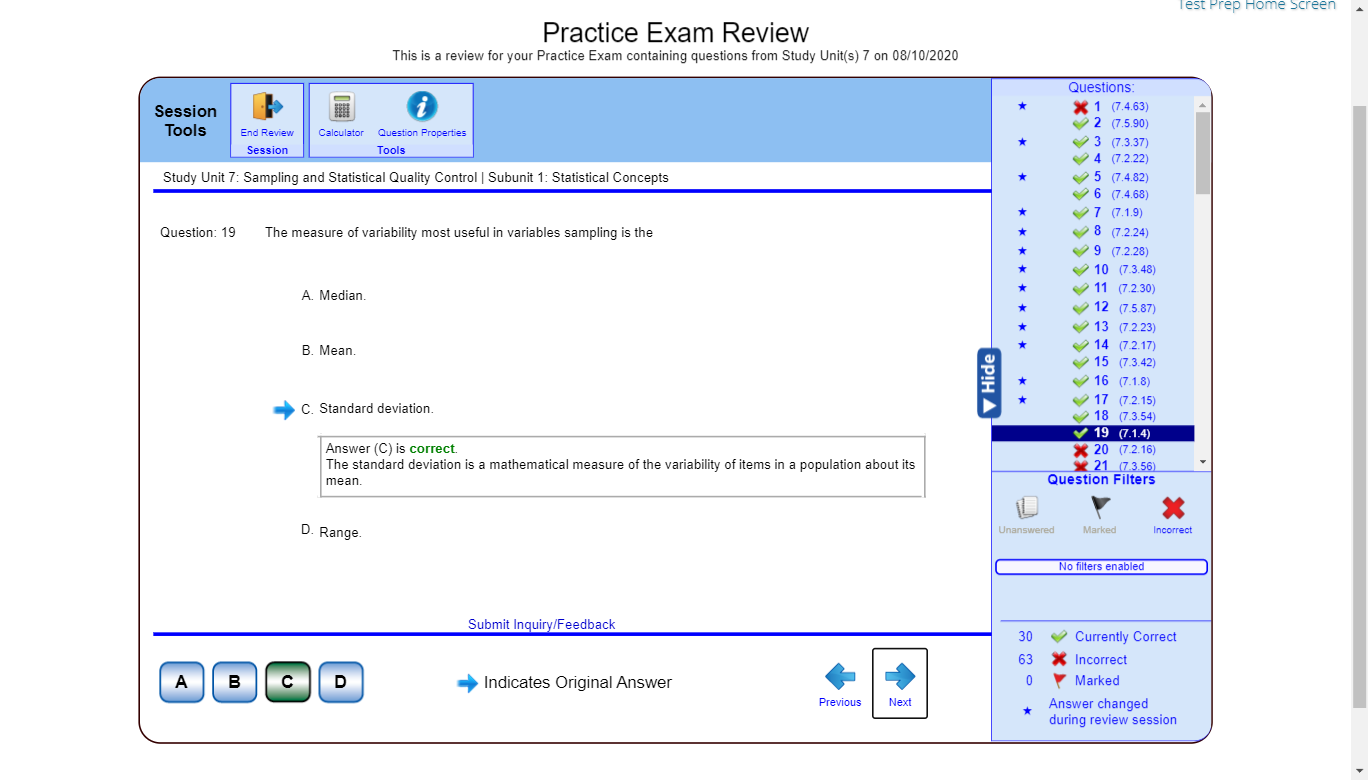 Test Prep Home Screen
Practice Exam Review
This is a review for your Practice Exam containing questions from Study Unit(s) 7 on 08/10/2020
Session
Tools
End Review
Session
Calculator
Question Properties
Tools
Study Unit 7: Sampling and Statistical Quality Control | Subunit 1: Statistical Concepts
Question: 19 The measure of variability most useful in variables sampling is the
A. Median.
B. Mean.
C. Standard deviation.
Answer (C) is correct.
The standard deviation is a mathematical measure of the variability of items in a population about its
mean.
D. Range.
Submit Inquiry/Feedback
A B C D
Indicates Original Answer
Previous
Next
Hide
Questions:
1 (7.4.63)
2 (7.5.90)
3 (7.3.37)
4 (7.2.22)
5 (7.4.82)
6 (7.4.68)
7 (7.1.9)
8 (7.2.24)
9 (7.2.28)
10 (7.3.48)
11 (7.2.30)
12 (7.5.87)
13 (7.2.23)
14 (7.2.17)
15 (7.3.42)
16 (7.1.8)
17 (7.2.15)
18 (7.3.54)
19 (7.1.4)
20 (7.2.16)
21 (7.3.56)
Question Filters
Unanswered
Marked
Incorrect
No filters enabled
30 Currently Correct
63 Incorrect
0 Marked
Answer changed
during review session